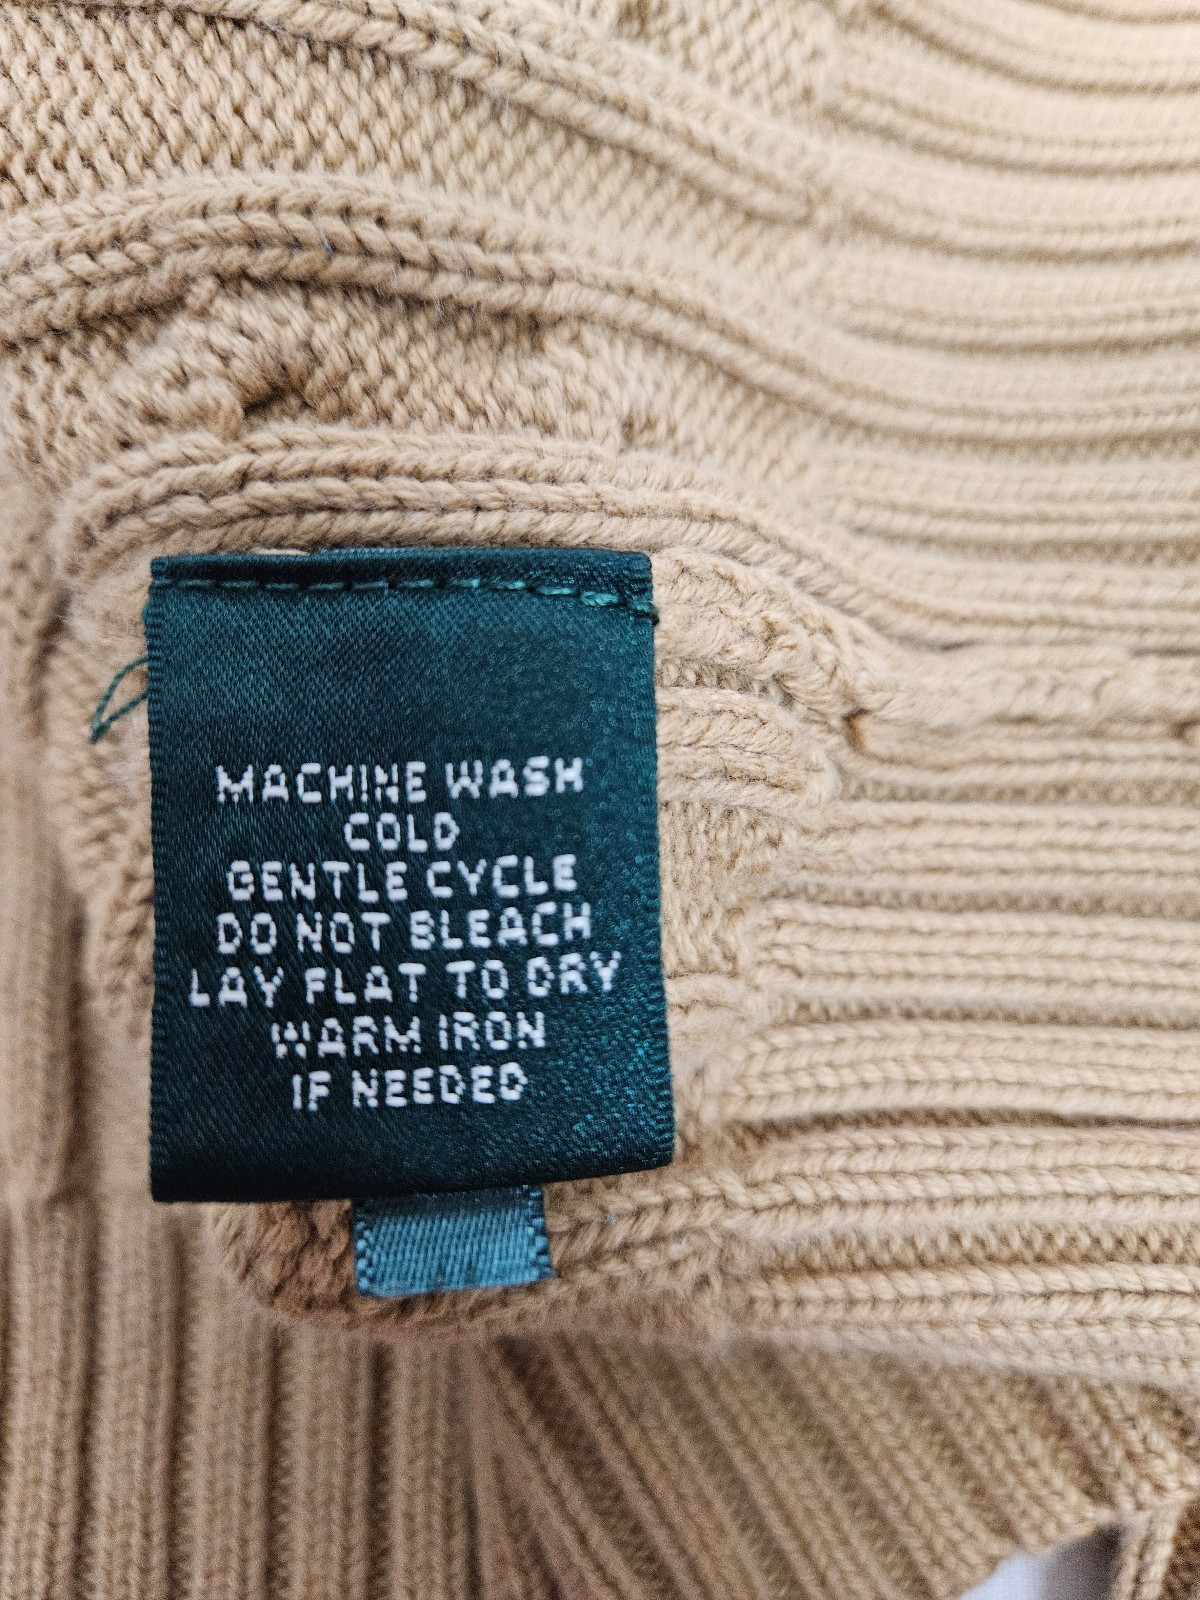 MACHINE WASH
COLD
GENTLE CYCLE
DO NOT BLEACH
LAY FLAT TO DRY
WARM IRON
IF NEEDED